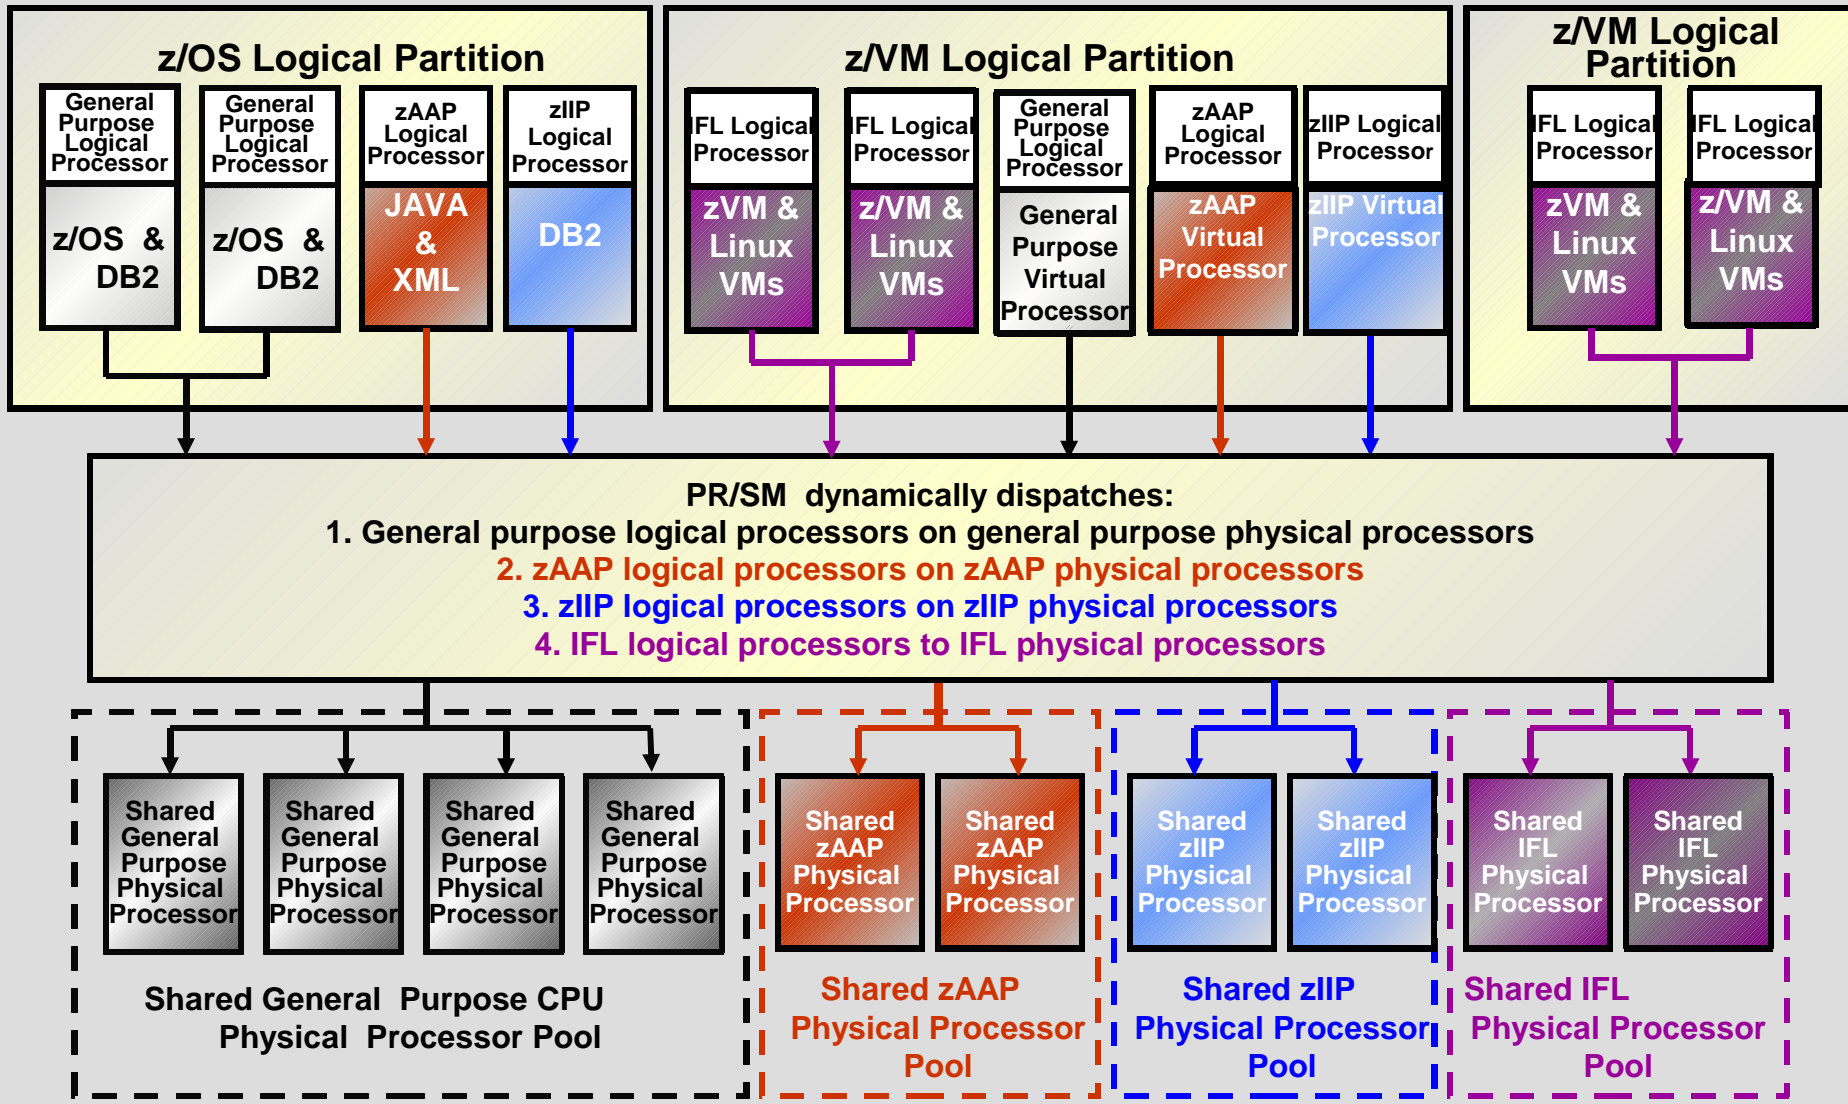 z/OS Logical Partition
General
Purpose
Logical
Processor
z/OS & 
DB2
General
Purpose
Logical
Processor
z/OS & 
DB2
zAAP
Logical
Processor
JAVA
&
XML
zIIP
Logical
Processor
DB2
z/VM Logical Partition
IFL Logical
Processor
zVM &
Linux
VMs
IFL Logical
Processor
z/VM &
Linux
VMs
General
Purpose
Logical
Processor
General
Purpose
Virtual
Processor
zAAP
Logical
Processor
zAAP
Virtual
Processor
zIIP Logical
Processor
zIIP Virtual
Processor
z/VM Logical
Partition
IFL Logical
Processor
zVM &
Linux
VMs
IFL Logical
Processor
z/VM &
Linux
VMs
PR/SM dynamically dispatches:
1. General purpose logical processors on general purpose physical processors
2. zAAP logical processors on zAAP physical processors
3. zIIP logical processors on zIIP physical processors
4. IFL logical processors to IFL physical processors
Shared
General
Purpose
Physical
Processor
Shared
General
Purpose
Physical
Processor
Shared
General
Purpose
Physical
Processor
Shared
General
Purpose
Physical
Processor
Shared General Purpose CPU
Physical Processor Pool
Shared
zAAP
Physical
Processor
Shared
zAAP
Physical
Processor
Shared zAAP
Physical Processor
Pool
Shared
zIIP
Physical
Processor
Shared
zIIP
Physical
Processor
Shared zIIP
Physical Processor
Pool
Shared
IFL
Physical
Processor
Shared
IFL
Physical
Processor
Shared IFL
Physical Processor
Pool